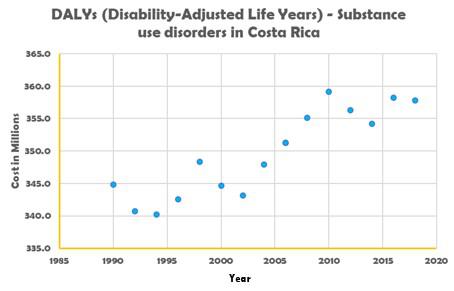 DALYs (Disability-Adjusted Life Years) - Substance
use disorders in Costa Rica
365.0
360.0
355.0
350.0
345.0
340.0
335.0
Cost in Millions
1985 1990 1995 2000 2005 2010 2015 2020
Year